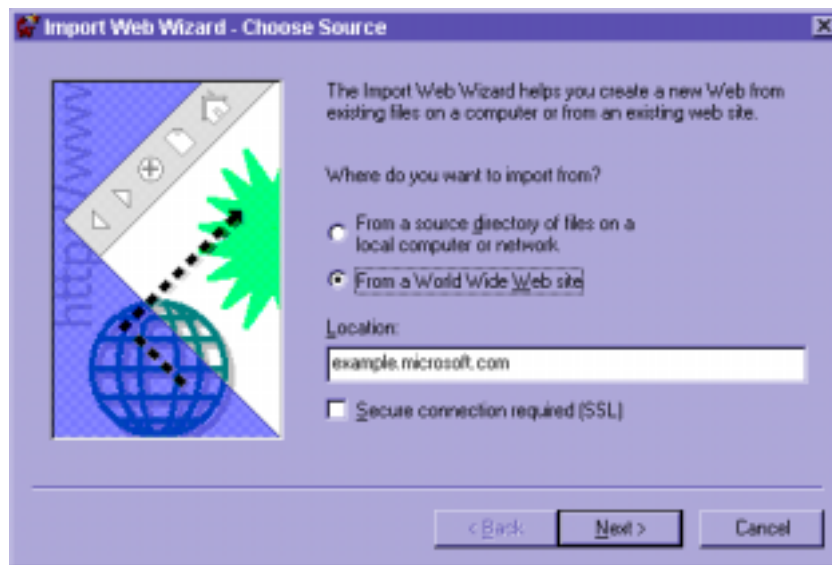 Import Web Wizard - Choose Source
http://www
The Import Web Wizard helps you create a new Web from
existing files on a computer or from an existing web site.
Where do you want to import from?
From a source directory of files on a
local computer or network
From a World Wide Web site
Location:
example.microsoft.com
Secure connection required (SSL)
< Back
Next >
Cancel